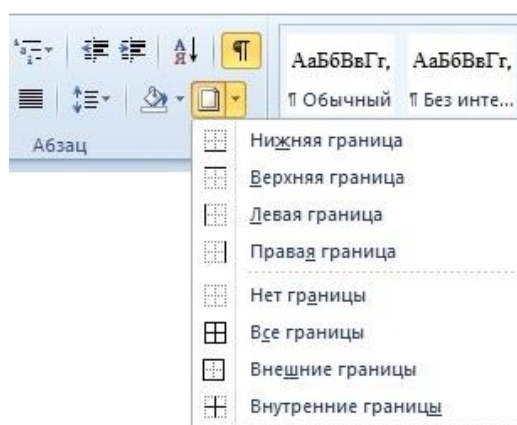 АаБбВвГг, АаБбВвГг,
¶ Обычный ¶ Без инте...
Абзац
Нижняя граница
Верхняя граница
Левая граница
Правая граница
Нет границы
Все границы
Внешние границы
Внутренние границы